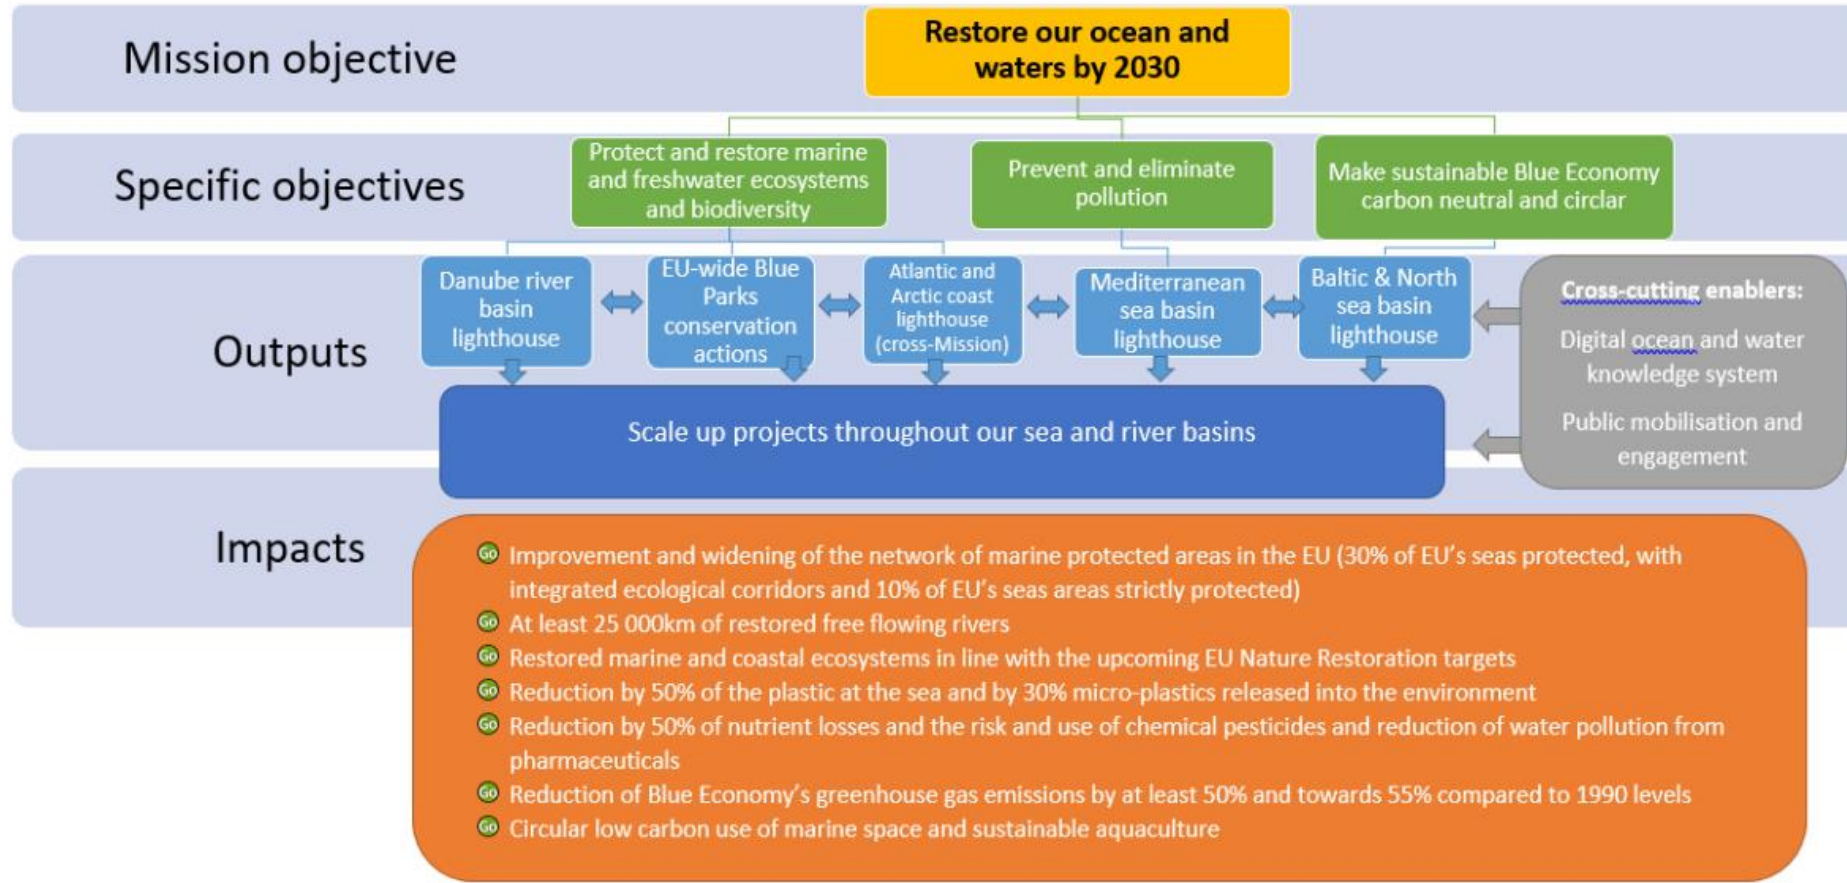 Mission objective
Restore our ocean and
waters by 2030
Specific objectives
Protect and restore marine
and freshwater ecosystems
and biodiversity
Prevent and eliminate
pollution
Make sustainable Blue Economy
carbon neutral and circlar
Outputs
Danube river
basin
lighthouse
EU-wide Blue
Parks
conservation
actions
Atlantic and
Arctic coast
lighthouse
(cross-Mission)
Mediterranean
sea basin
lighthouse
Baltic & North
sea basin
lighthouse
Cross-cutting enablers:
Digital ocean and water
knowledge system
Public mobilisation and
engagement
Scale up projects throughout our sea and river basins
Impacts
Go Improvement and widening of the network of marine protected areas in the EU (30% of EU's seas protected, with
integrated ecological corridors and 10% of EU's seas areas strictly protected)
Go At least 25 000km of restored free flowing rivers
Go Restored marine and coastal ecosystems in line with the upcoming EU Nature Restoration targets
Go Reduction by 50% of the plastic at the sea and by 30% micro-plastics released into the environment
Go Reduction by 50% of nutrient losses and the risk and use of chemical pesticides and reduction of water pollution from
pharmaceuticals
Go Reduction of Blue Economy's greenhouse gas emissions by at least 50% and towards 55% compared to 1990 levels
Go Circular low carbon use of marine space and sustainable aquaculture